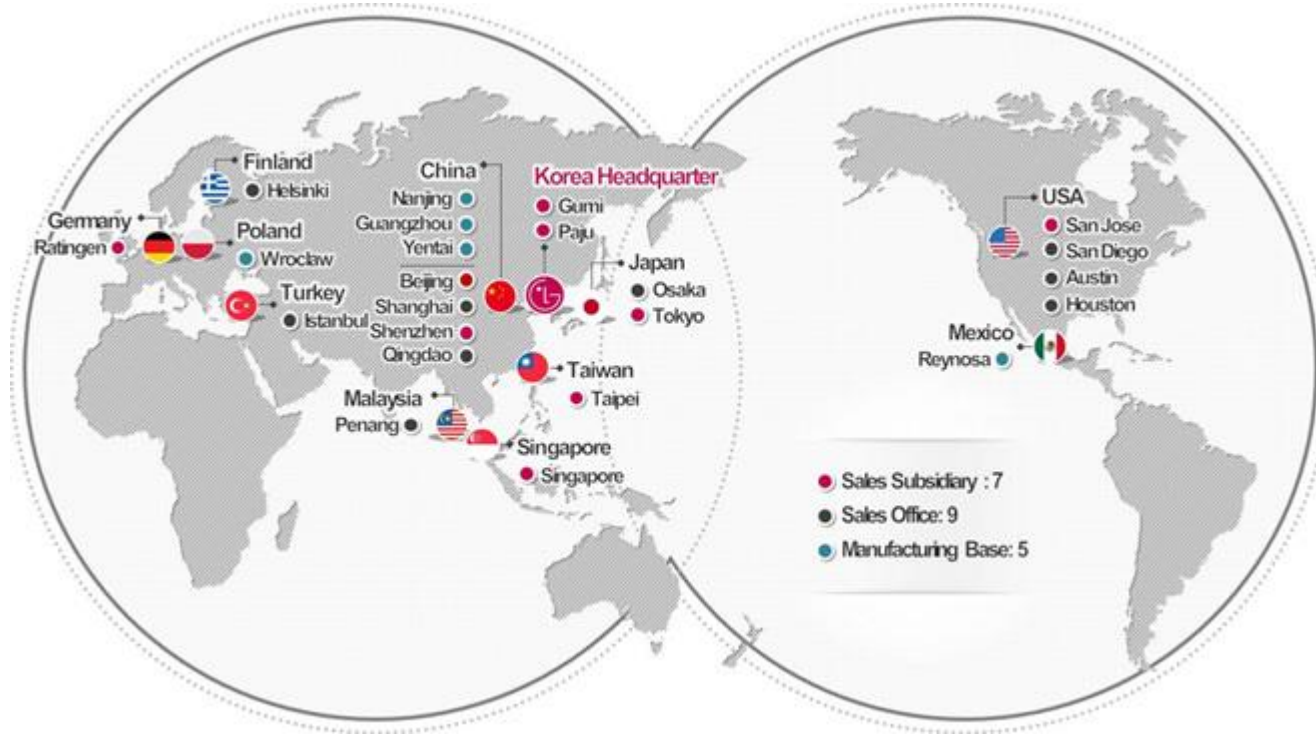 Finland
Helsinki
Germany
Ratingen
Poland
Wroclaw
Turkey
Istanbul
China
Nanjing
Guangzhou
Yentai
Beijing
Shanghai
Shenzhen
Qingdao
Korea Headquarter
Gumi
Paju
Japan
Osaka
Tokyo
Taiwan
Taipei
Malaysia
Penang
Singapore
Singapore
USA
San Jose
San Diego
Austin
Houston
Mexico
Reynosa
Sales Subsidiary : 7
Sales Office: 9
Manufacturing Base: 5